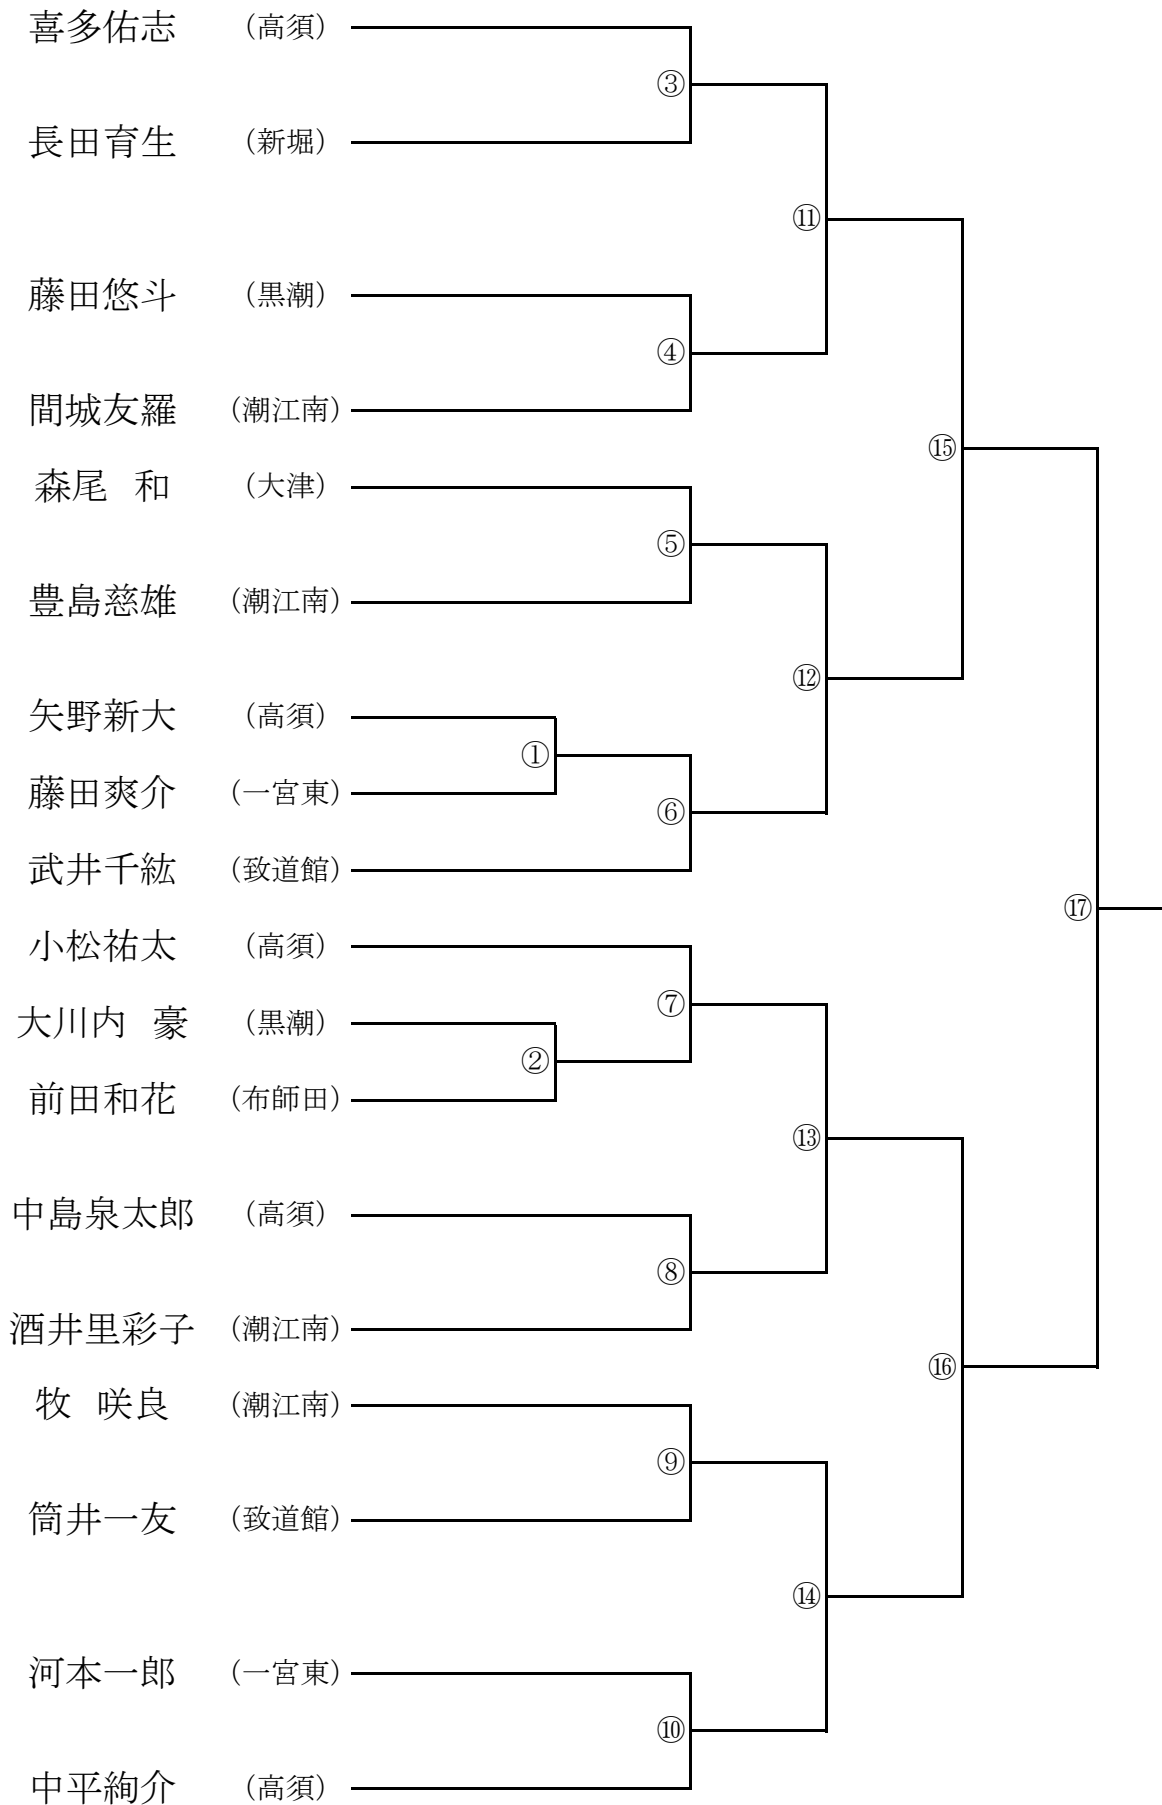 喜多佑志 （高須）
③
長田育生 （新堀）
⑪
藤田悠斗 （黒潮）
④
間城友羅 （潮江南）
⑮
森尾 和 （大津）
⑤
豊島慈雄 （潮江南）
⑫
矢野新大 （高須）
①
藤田爽介 （一宮東）
⑥
武井千紘 （致道館）
⑰
小松祐太 （高須）
⑦
大川内 豪 （黒潮）
②
前田和花 （布師田）
⑬
中島泉太郎 （高須）
⑧
酒井里彩子 （潮江南）
⑯
牧 咲良 （潮江南）
⑨
筒井一友 （致道館）
⑭
河本一郎 （一宮東）
⑩
中平絢介 （高須）